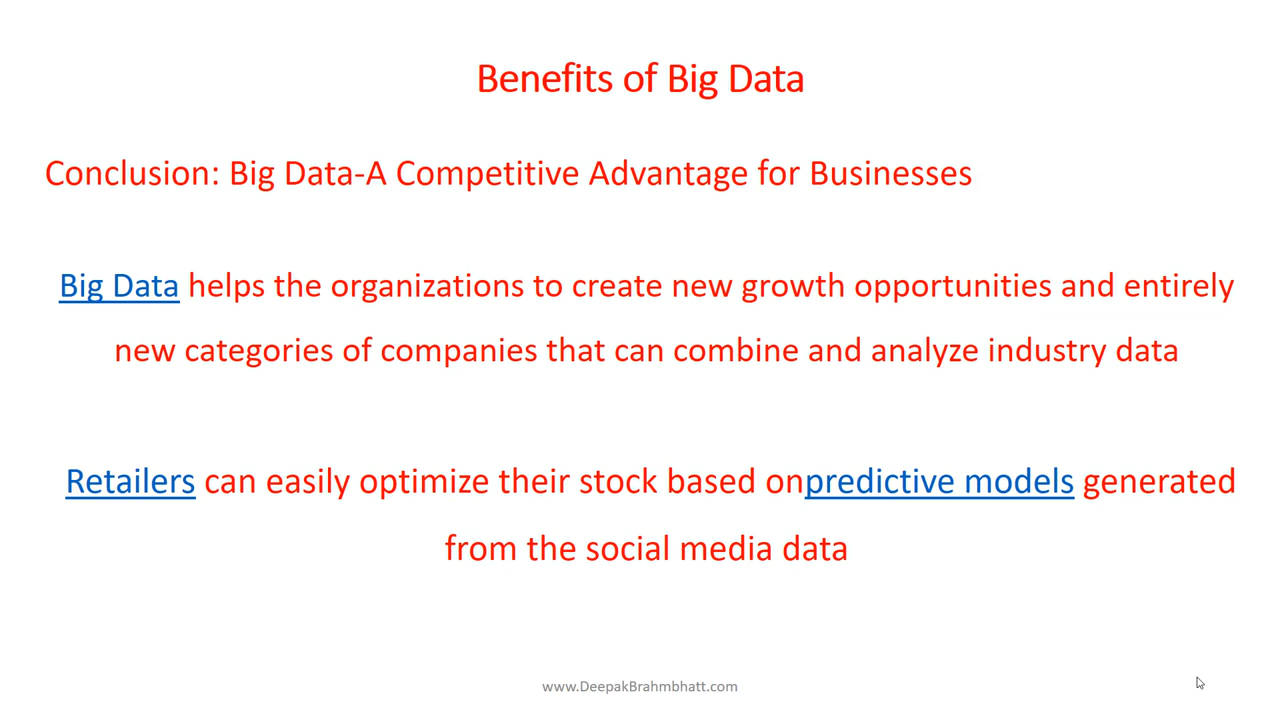 Benefits of Big Data
Conclusion: Big Data-A Competitive Advantage for Businesses
Big Data helps the organizations to create new growth opportunities and entirely
new categories of companies that can combine and analyze industry data
Retailers can easily optimize their stock based onpredictive models generated
from the social media data
www.DeepakBrahmbhatt.com